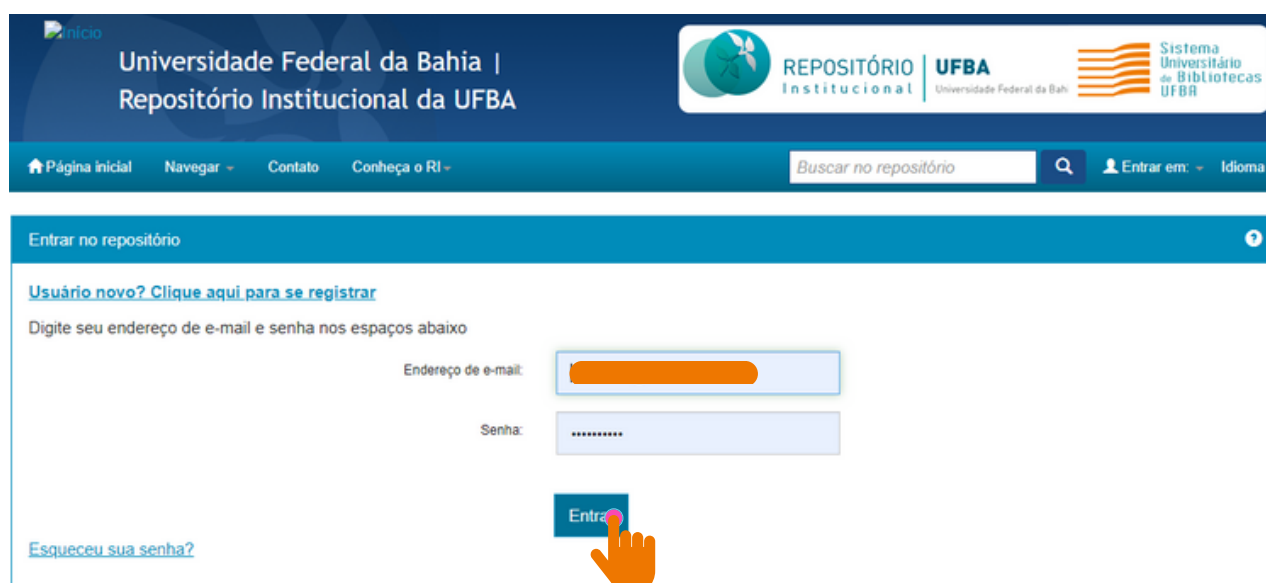 Início
Universidade Federal da Bahia |
Repositório Institucional da UFBA
REPOSITÓRIO
Institucional
UFBA
Universidade Federal da Bahi
Sistema
Universitário
de Bibliotecas
UFBA
Página inicial Navegar Contato Conheça o RI Buscar no repositório Entrar em: Idioma
Entrar no repositório ?
Usuário novo? Clique aqui para se registrar
Digite seu endereço de e-mail e senha nos espaços abaixo
Endereço de e-mail:
Senha: ••••••••••
Entrar
Esqueceu sua senha?